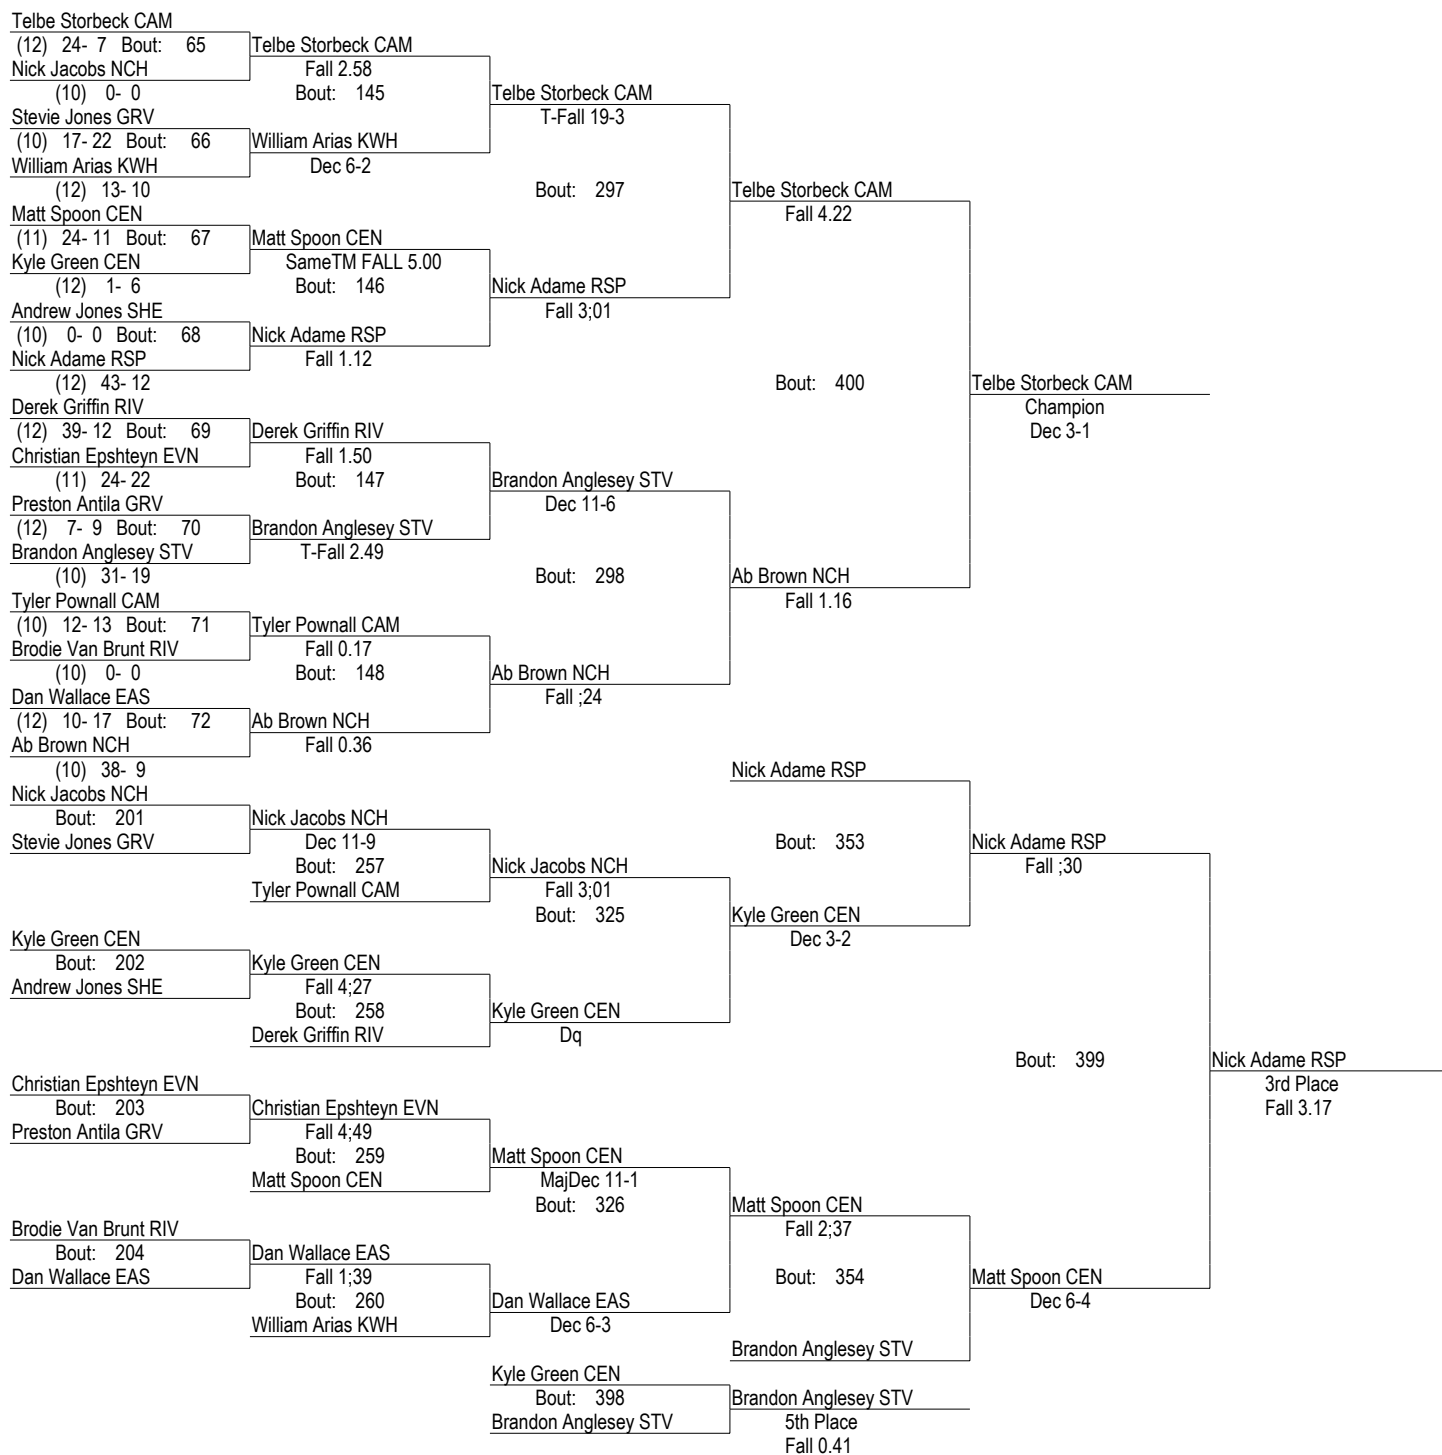 Telbe Storbeck CAM
(12) 24- 7 Bout: 65
Nick Jacobs NCH
(10) 0- 0
Stevie Jones GRV
(10) 17- 22 Bout: 66
William Arias KWH
(12) 13- 10
Matt Spoon CEN
(11) 24- 11 Bout: 67
Kyle Green CEN
(12) 1- 6
Andrew Jones SHE
(10) 0- 0 Bout: 68
Nick Adame RSP
(12) 43- 12
Derek Griffin RIV
(12) 39- 12 Bout: 69
Christian Epshteyn EVN
(11) 24- 22
Preston Antila GRV
(12) 7- 9 Bout: 70
Brandon Anglesey STV
(10) 31- 19
Tyler Pownall CAM
(10) 12- 13 Bout: 71
Brodie Van Brunt RIV
(10) 0- 0
Dan Wallace EAS
(12) 10- 17 Bout: 72
Ab Brown NCH
(10) 38- 9
Telbe Storbeck CAM
Fall 2.58
Bout: 145
William Arias KWH
Dec 6-2
Matt Spoon CEN
SameTM FALL 5.00
Bout: 146
Nick Adame RSP
Fall 1.12
Derek Griffin RIV
Fall 1.50
Bout: 147
Brandon Anglesey STV
T-Fall 2.49
Tyler Pownall CAM
Fall 0.17
Bout: 148
Ab Brown NCH
Fall 0.36
Telbe Storbeck CAM
T-Fall 19-3
Bout: 297
Nick Adame RSP
Fall 3;01
Brandon Anglesey STV
Dec 11-6
Bout: 298
Ab Brown NCH
Fall ;24
Telbe Storbeck CAM
Fall 4.22
Bout: 400
Ab Brown NCH
Fall 1.16
Telbe Storbeck CAM
Champion
Dec 3-1
Nick Jacobs NCH
Bout: 201
Stevie Jones GRV
Kyle Green CEN
Bout: 202
Andrew Jones SHE
Christian Epshteyn EVN
Bout: 203
Preston Antila GRV
Brodie Van Brunt RIV
Bout: 204
Dan Wallace EAS
Nick Jacobs NCH
Dec 11-9
Bout: 257
Tyler Pownall CAM
Kyle Green CEN
Fall 4;27
Bout: 258
Derek Griffin RIV
Christian Epshteyn EVN
Fall 4;49
Bout: 259
Matt Spoon CEN
Dan Wallace EAS
Fall 1;39
Bout: 260
William Arias KWH
Nick Jacobs NCH
Fall 3;01
Bout: 325
Kyle Green CEN
Dq
Matt Spoon CEN
MajDec 11-1
Bout: 326
Dan Wallace EAS
Dec 6-3
Nick Adame RSP
Bout: 353
Kyle Green CEN
Dec 3-2
Matt Spoon CEN
Fall 2;37
Bout: 354
Brandon Anglesey STV
Nick Adame RSP
Fall ;30
Bout: 399
Matt Spoon CEN
Dec 6-4
Nick Adame RSP
3rd Place
Fall 3.17
Kyle Green CEN
Bout: 398
Brandon Anglesey STV
Brandon Anglesey STV
5th Place
Fall 0.41